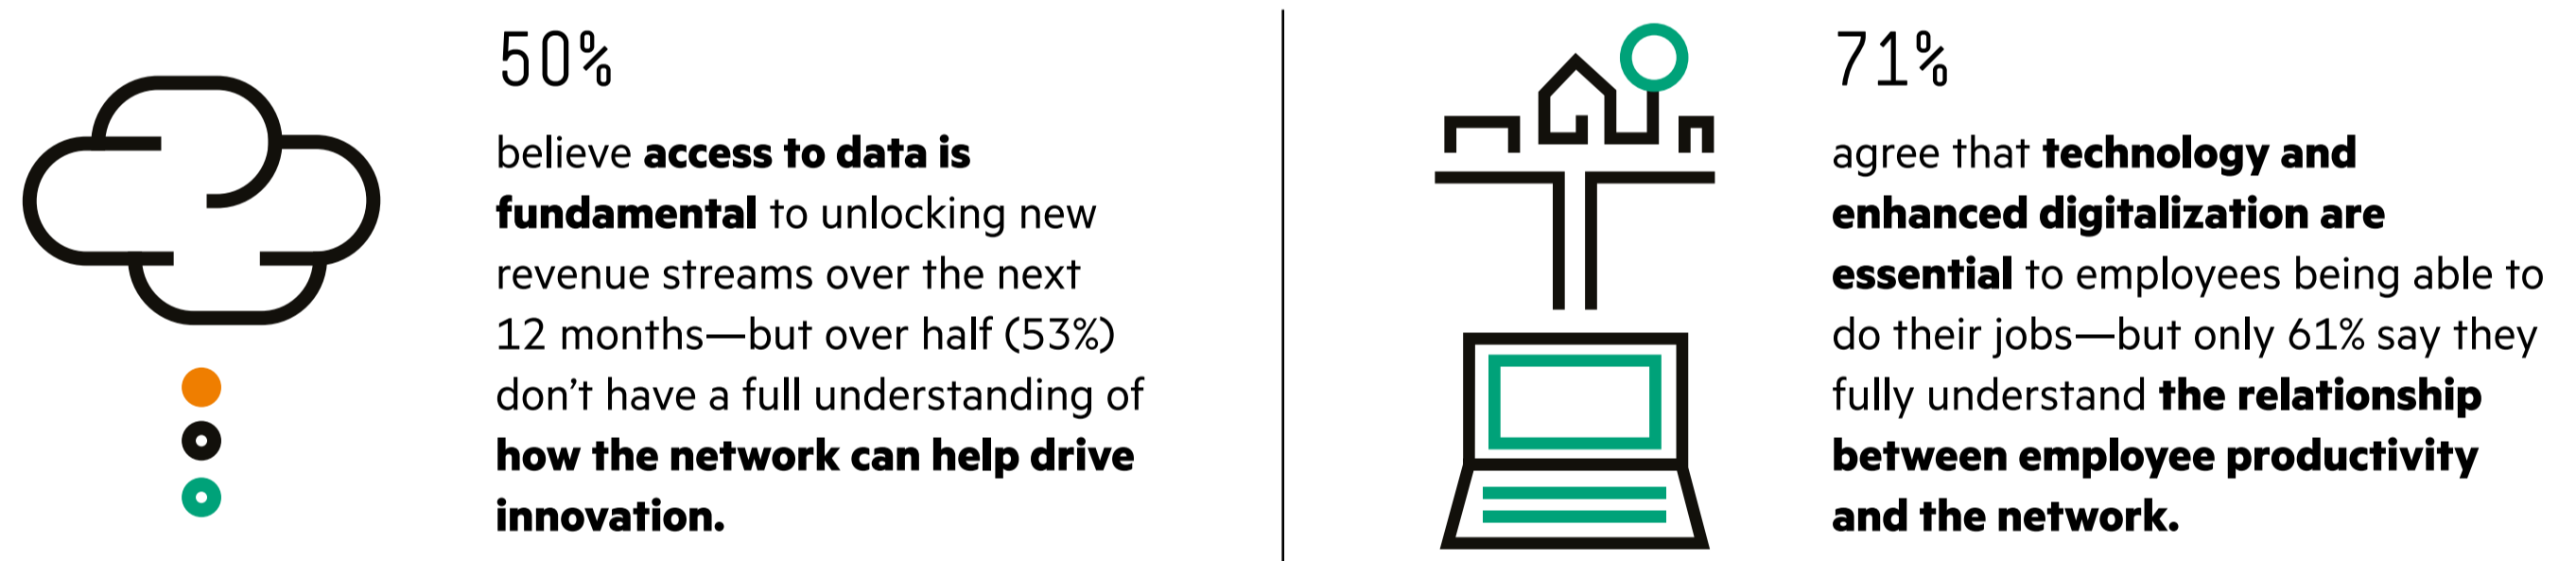 50%
believe access to data is
fundamental to unlocking new
revenue streams over the next
12 months—but over half (53%)
don’t have a full understanding of
how the network can help drive
innovation.
71%
agree that technology and
enhanced digitalization are
essential to employees being able to
do their jobs—but only 61% say they
fully understand the relationship
between employee productivity
and the network.